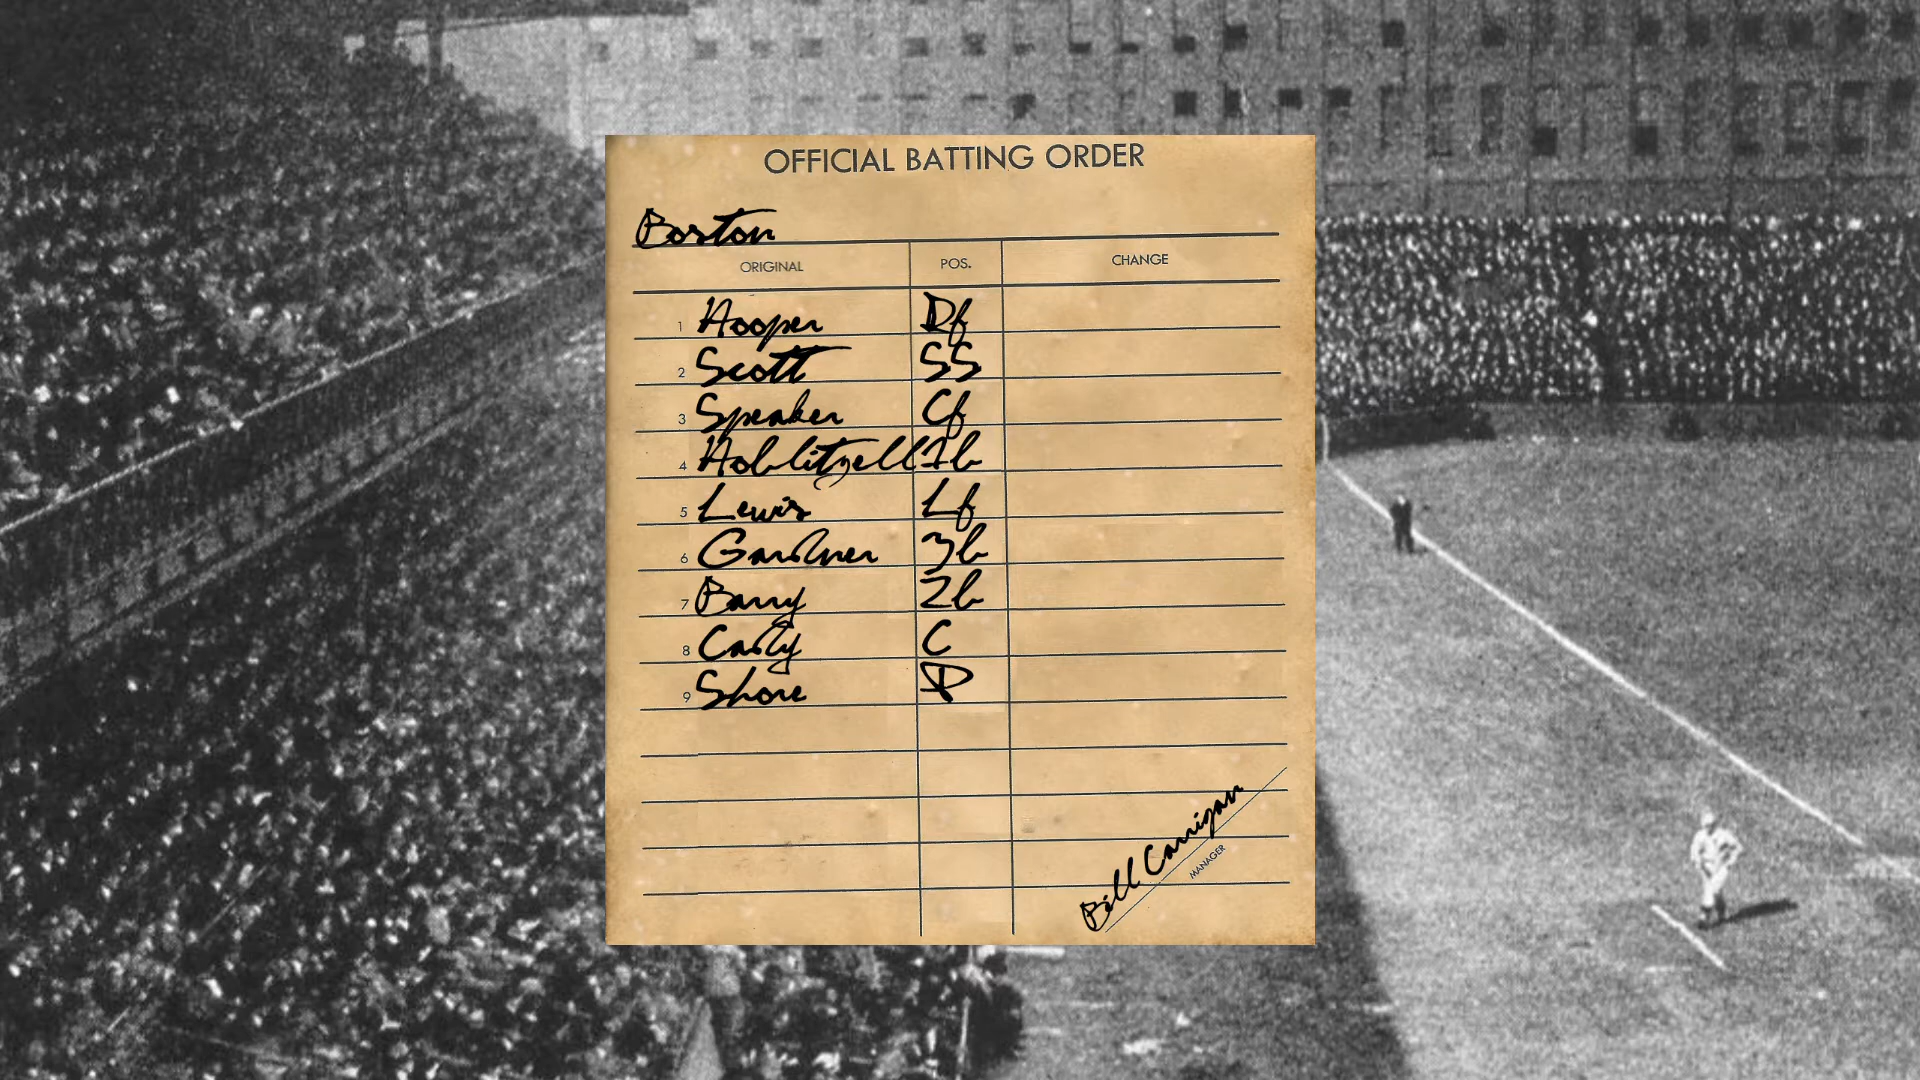 OFFICIAL BATTING ORDER
Boston
ORIGINAL POS. CHANGE
1 Hooper Rf
2 Scott SS
3 Speaker Cf
4 Hoblitzell 1b
5 Lewis Lf
6 Gardner 3b
7 Barry 2b
8 Cady C
9 Shore P
Bill Carrigan
MANAGER